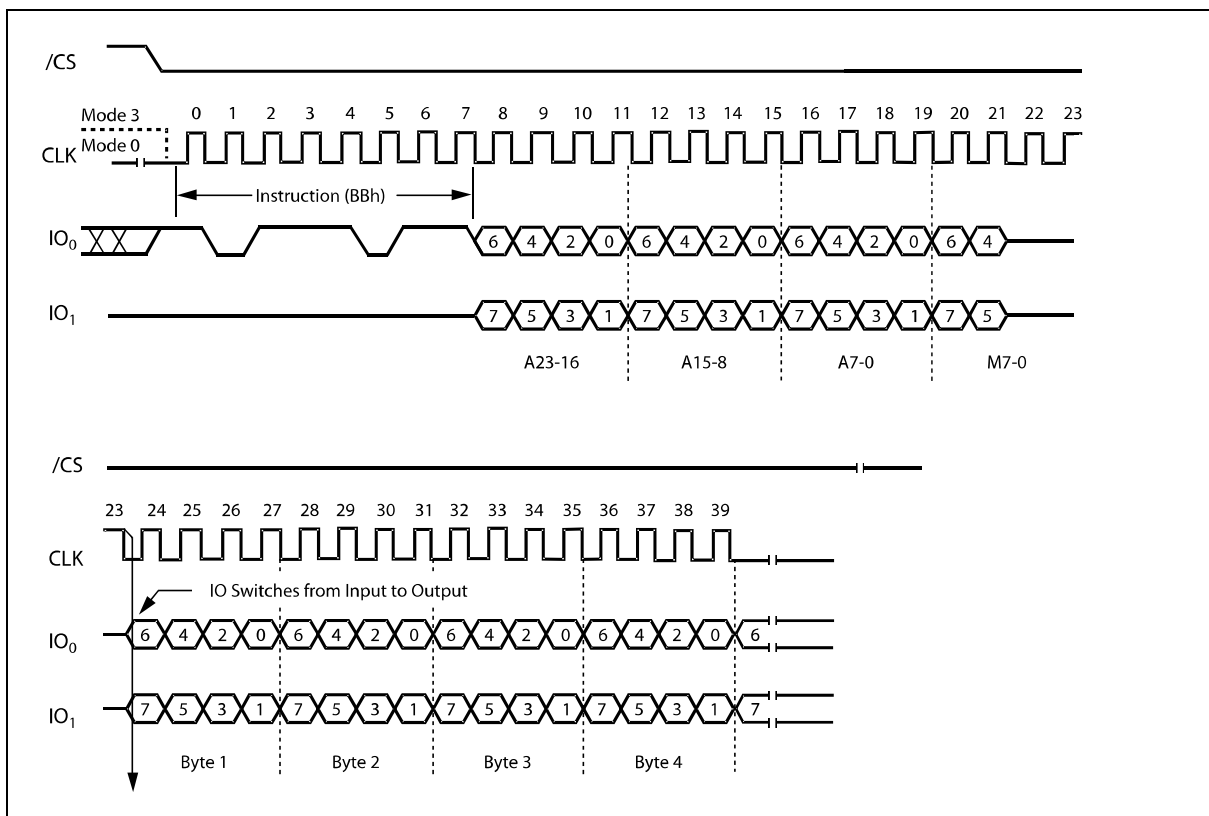 /CS
Mode 3
0 1 2 3 4 5 6 7 8 9 10 11 12 13 14 15 16 17 18 19 20 21 22 23
Mode 0
CLK
Instruction (BBh)
IO0
6 4 2 0 6 4 2 0 6 4 2 0 6 4
IO1
7 5 3 1 7 5 3 1 7 5 3 1 7 5
A23-16 A15-8 A7-0 M7-0
/CS
23 24 25 26 27 28 29 30 31 32 33 34 35 36 37 38 39
CLK
IO Switches from Input to Output
IO0
6 4 2 0 6 4 2 0 6 4 2 0 6 4 2 0 6
IO1
7 5 3 1 7 5 3 1 7 5 3 1 7 5 3 1 7
Byte 1 Byte 2 Byte 3 Byte 4